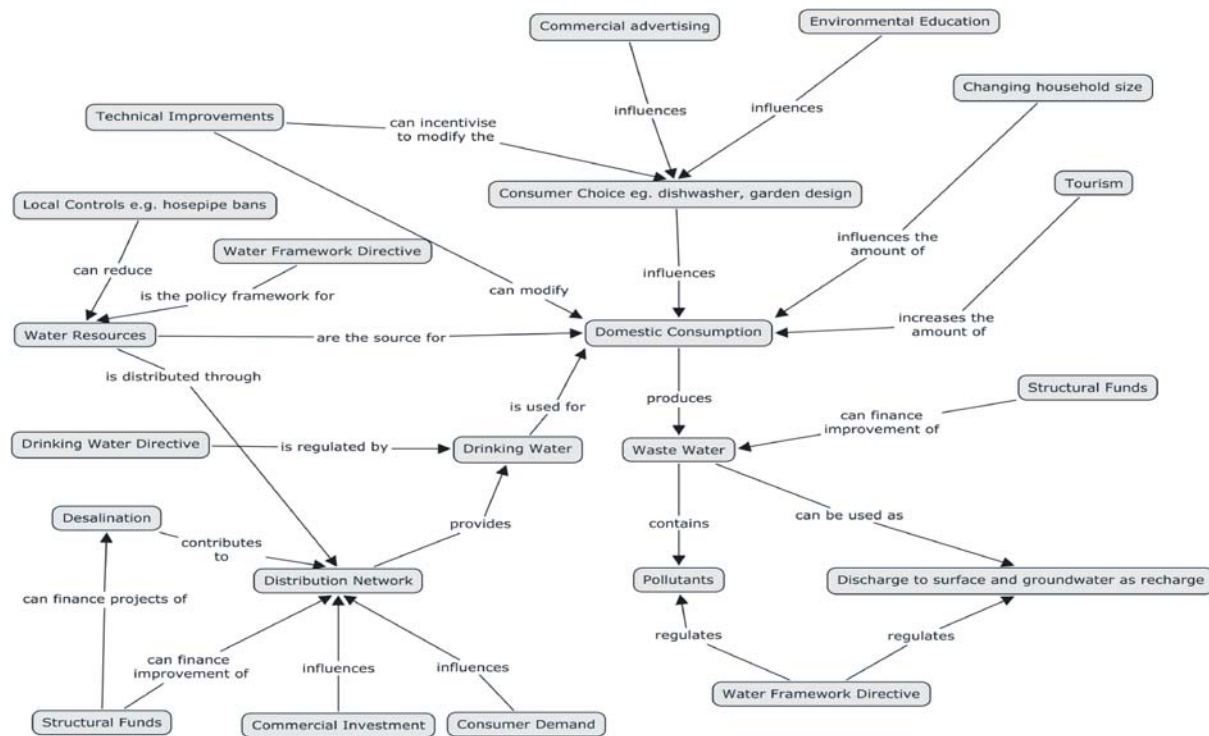 Commercial advertising
Environmental Education
Technical Improvements
can incentivise
to modify the
influences
influences
Changing household size
Consumer Choice eg. dishwasher, garden design
Tourism
Local Controls e.g. hosepipe bans
Water Framework Directive
can reduce
is the policy framework for
can modify
influences
influences the
amount of
increases the
amount of
Water Resources
are the source for
Domestic Consumption
is distributed through
is used for
produces
Structural Funds
can finance
improvement of
Drinking Water Directive
is regulated by
Drinking Water
Waste Water
Desalination
contributes
to
provides
contains
can be used as
Distribution Network
Pollutants
Discharge to surface and groundwater as recharge
can finance projects of
can finance
improvement of
influences
influences
regulates
regulates
Structural Funds
Commercial Investment
Consumer Demand
Water Framework Directive